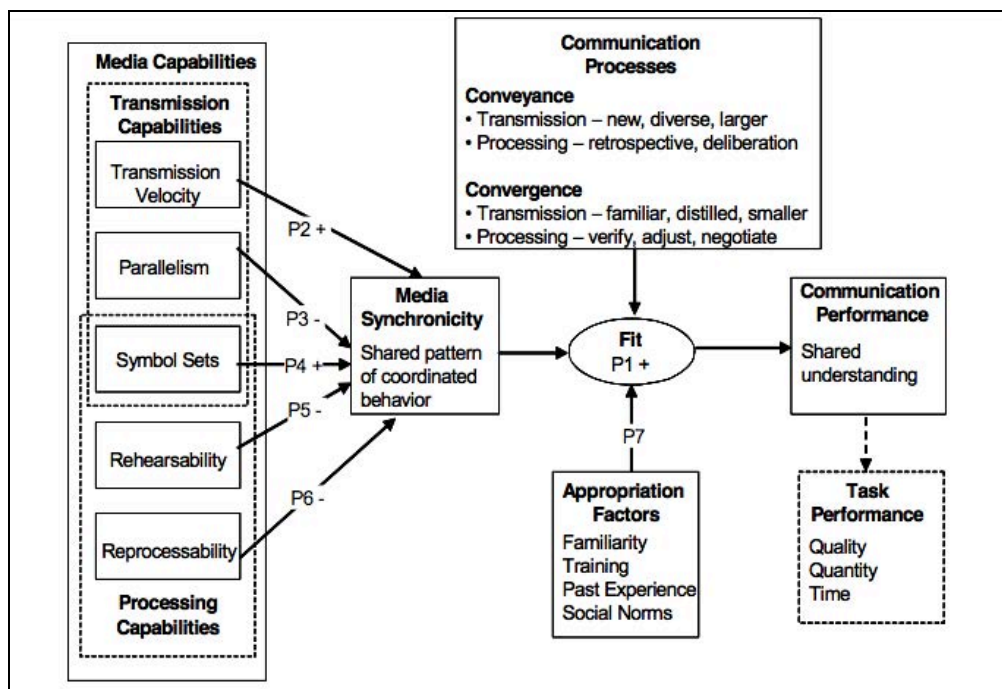 Media Capabilities
Transmission
Capabilities
Transmission
Velocity
Parallelism
Symbol Sets
Rehearsability
Reprocessability
Processing
Capabilities
P2 +
P3 -
P4 +
P5 -
P6 -
Media
Synchronicity
Shared pattern
of coordinated
behavior
Communication
Processes
Conveyance
• Transmission – new, diverse, larger
• Processing – retrospective, deliberation
Convergence
• Transmission – familiar, distilled, smaller
• Processing – verify, adjust, negotiate
Fit
P1 +
P7
Appropriation
Factors
Familiarity
Training
Past Experience
Social Norms
Communication
Performance
Shared
understanding
Task
Performance
Quality
Quantity
Time